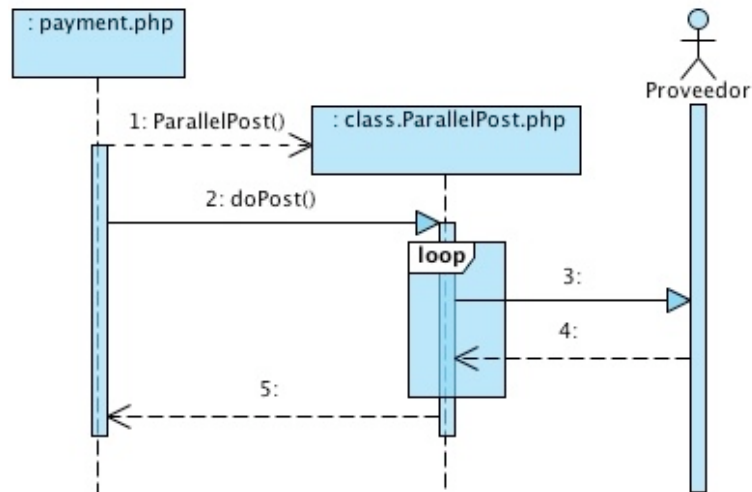 : payment.php
Proveedor
1: ParallelPost()
: class.ParallelPost.php
2: doPost()
loop
3:
4:
5: